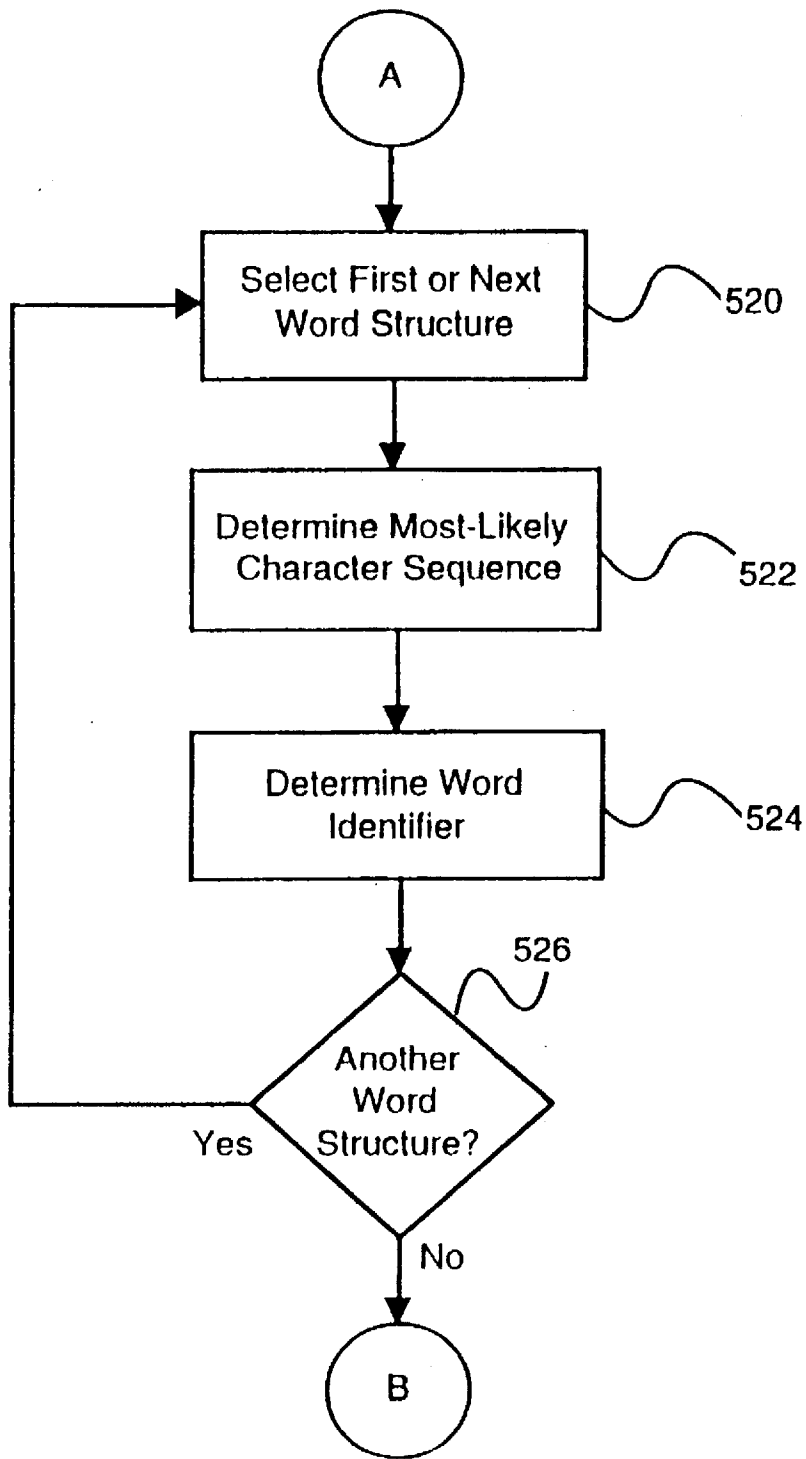 A
Select First or Next
Word Structure
520
Determine Most-Likely
Character Sequence
522
Determine Word
Identifier
524
526
Another
Word
Structure?
Yes
No
B